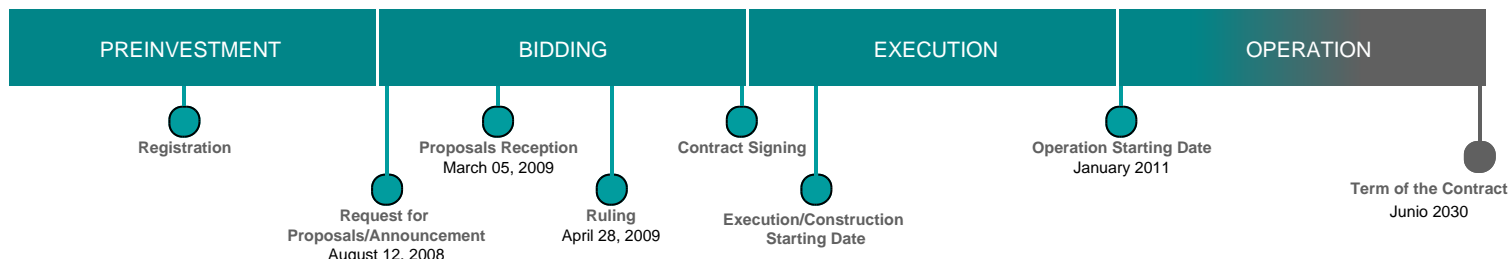 PREINVESTMENT
BIDDING
EXECUTION
OPERATION
Registration
Request for
Proposals/Announcement
August 12, 2008
Proposals Reception
March 05, 2009
Ruling
April 28, 2009
Contract Signing
Execution/Construction
Starting Date
Operation Starting Date
January 2011
Term of the Contract
Junio 2030